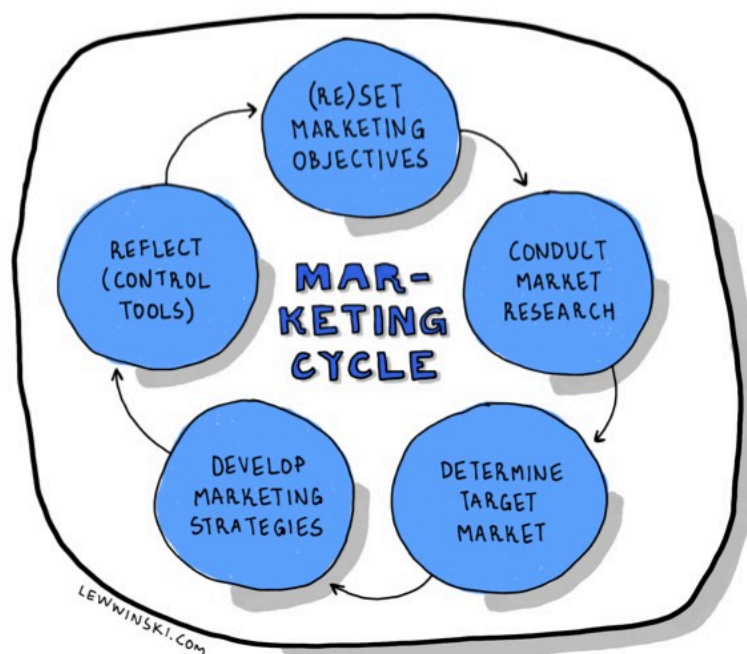 (RE)SET
MARKETING
OBJECTIVES
CONDUCT
MARKET
RESEARCH
DETERMINE
TARGET
MARKET
DEVELOP
MARKETING
STRATEGIES
REFLECT
(CONTROL
TOOLS)
MAR-
KETING
CYCLE
LEWWINSKI.COM